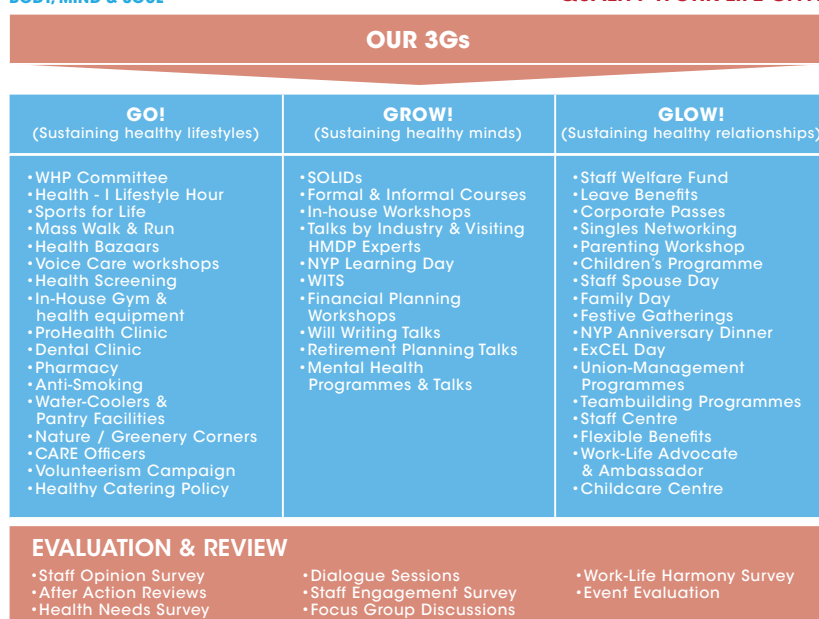 BODY, MIND & SOUL
OUR 3Gs
GO!
(Sustaining healthy lifestyles)
•WHP Committee
•Health - I Lifestyle Hour
•Sports for Life
•Mass Walk & Run
•Health Bazaars
•Voice Care workshops
•Health Screening
•In-House Gym &
health equipment
•ProHealth Clinic
•Dental Clinic
•Pharmacy
•Anti-Smoking
•Water-Coolers &
Pantry Facilities
•Nature / Greenery Corners
•CARE Officers
•Volunteerism Campaign
•Healthy Catering Policy
GROW!
(Sustaining healthy minds)
•SOLIDs
•Formal & Informal Courses
•In-house Workshops
•Talks by Industry & Visiting
HMDP Experts
•NYP Learning Day
•WITS
•Financial Planning
Workshops
•Will Writing Talks
•Retirement Planning Talks
•Mental Health
Programmes & Talks
GLOW!
(Sustaining healthy relationships)
•Staff Welfare Fund
•Leave Benefits
•Corporate Passes
•Singles Networking
•Parenting Workshop
•Children's Programme
•Staff Spouse Day
•Family Day
•Festive Gatherings
•NYP Anniversary Dinner
•ExCEL Day
•Union-Management
Programmes
•Teambuilding Programmes
•Staff Centre
•Flexible Benefits
•Work-Life Advocate
& Ambassador
•Childcare Centre
EVALUATION & REVIEW
•Staff Opinion Survey
•After Action Reviews
•Health Needs Survey
•Dialogue Sessions
•Staff Engagement Survey
•Focus Group Discussions
•Work-Life Harmony Survey
•Event Evaluation